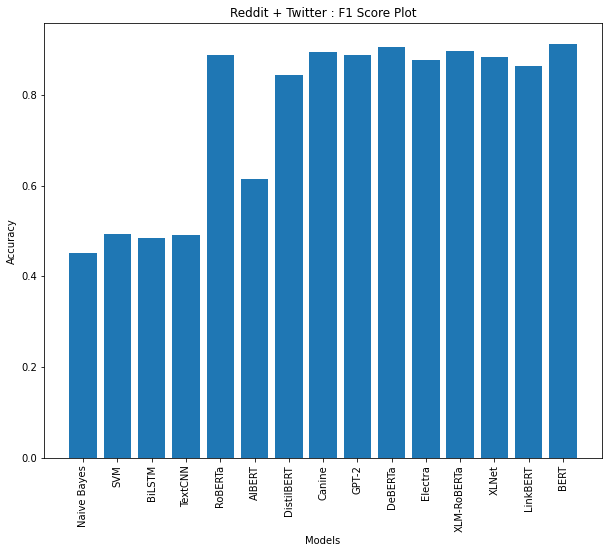 Reddit + Twitter : F1 Score Plot
Accuracy
0.8
0.6
0.4
0.2
0.0
Naive Bayes
SVM
BiLSTM
TextCNN
RoBERTa
AlBERT
DistilBERT
Canine
GPT-2
DeBERTa
Electra
XLM-RoBERTa
XLNet
LinkBERT
BERT
Models